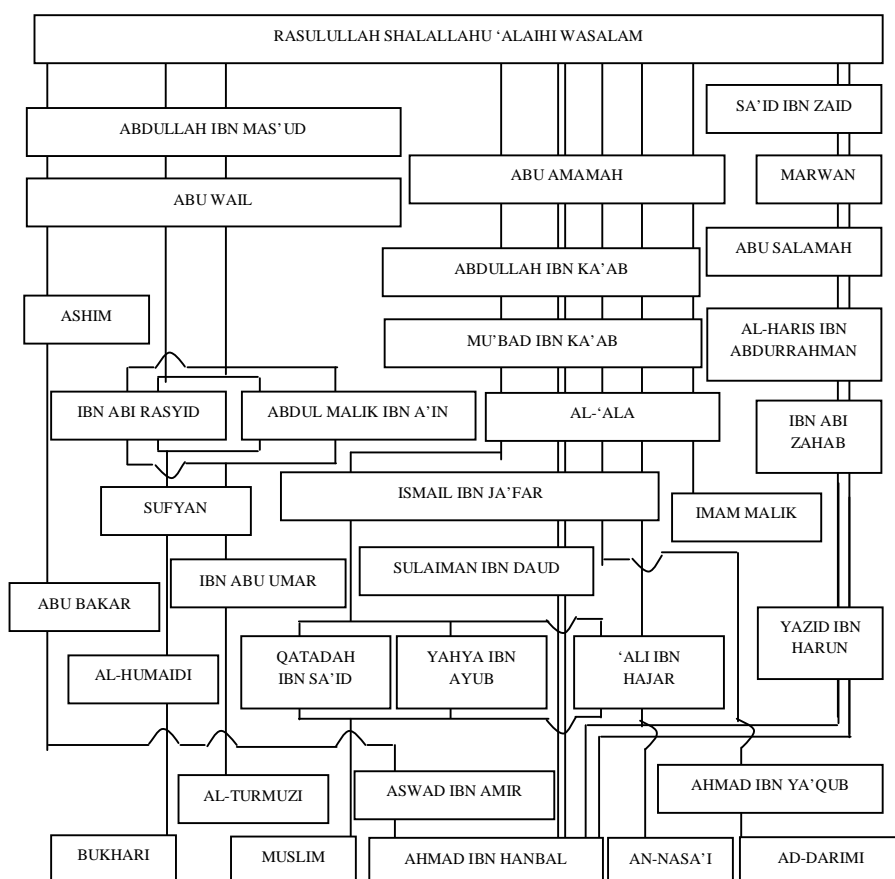 RASULULLAH SHALALLAHU ‘ALAIHI WASALAM
SA’ID IBN ZAID
ABDULLAH IBN MAS’UD
ABU AMAMAH
MARWAN
ABU WAIL
ABU SALAMAH
ABDULLAH IBN KA’AB
ASHIM
AL-HARIS IBN
ABDURRAHMAN
MU’BAD IBN KA’AB
IBN ABI RASYID
ABDUL MALIK IBN A’IN
AL-‘ALA
IBN ABI
ZAHAB
ISMAIL IBN JA’FAR
SUFYAN
IMAM MALIK
SULAIMAN IBN DAUD
IBN ABU UMAR
ABU BAKAR
YAZID IBN
HARUN
AL-HUMAIDI
QATADAH
IBN SA’ID
YAHYA IBN
AYUB
‘ALI IBN
HAJAR
AL-TURMUZI
ASWAD IBN AMIR
AHMAD IBN YA’QUB
BUKHARI
MUSLIM
AHMAD IBN HANBAL
AN-NASA’I
AD-DARIMI